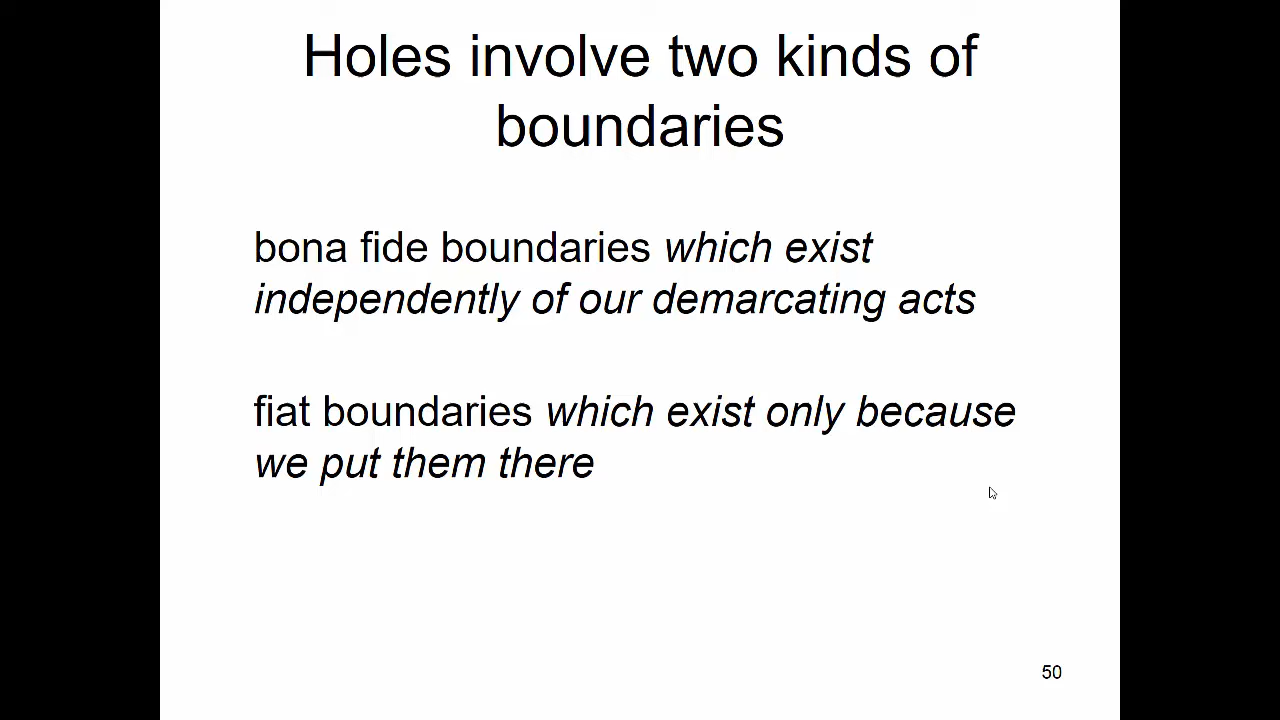 Holes involve two kinds of
boundaries
bona fide boundaries which exist
independently of our demarcating acts
fiat boundaries which exist only because
we put them there
50